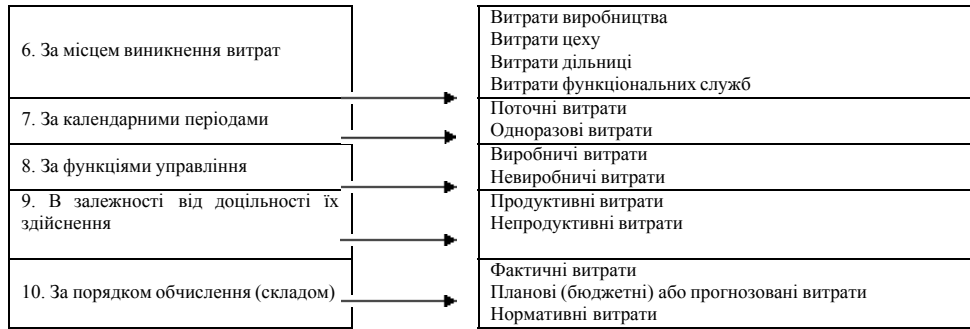 6. За місцем виникнення витрат
Витрати виробництва
Витрати цеху
Витрати дільниці
Витрати функціональних служб
7. За календарними періодами
Поточні витрати
Одноразові витрати
8. За функціями управління
Виробничі витрати
Невиробничі витрати
9. В залежності від доцільності їх
здійснення
Продуктивні витрати
Непродуктивні витрати
10. За порядком обчислення (складом)
Фактичні витрати
Планові (бюджетні) або прогнозовані витрати
Нормативні витрати